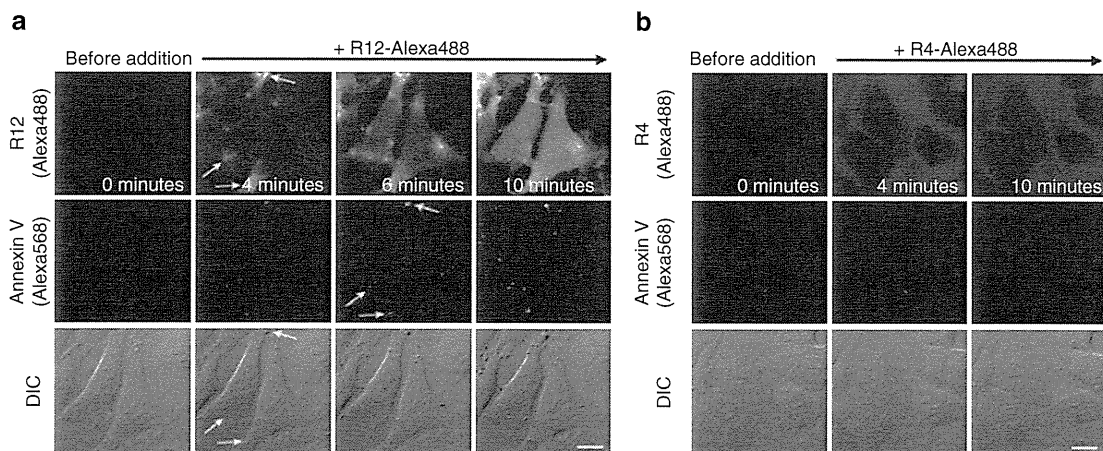 a
Before addition
+ R12-Alexa488
R12
(Alexa488)
0 minutes
4 minutes
6 minutes
10 minutes
Annexin V
(Alexa568)
DIC
b
Before addition
+ R4-Alexa488
R4
(Alexa488)
0 minutes
4 minutes
10 minutes
Annexin V
(Alexa568)
DIC